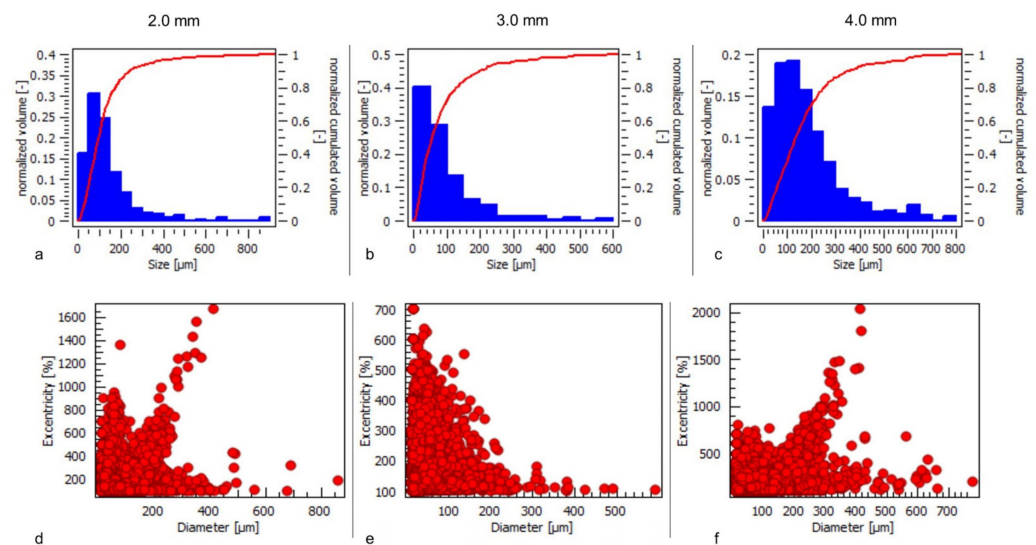 2.0 mm
3.0 mm
4.0 mm
normalized volume [-]
0.4
0.35
0.3
0.25
0.2
0.15
0.1
0.05
0
1
0.8
0.6
0.4
0.2
0
normalized cumulated volume
[-]
0 200 400 600 800
Size [µm]
a
normalized volume [-]
0.5
0.4
0.3
0.2
0.1
0
1
0.8
0.6
0.4
0.2
0
normalized cumulated volume
[-]
0 100 200 300 400 500 600
Size [µm]
b
normalized volume [-]
0.2
0.15
0.1
0.05
0
1
0.8
0.6
0.4
0.2
0
normalized cumulated volume
[-]
0 100 200 300 400 500 600 700 800
Size [µm]
c
Excentricity [%]
1600
1400
1200
1000
800
600
400
200
200 400 600 800
Diameter [µm]
d
Excentricity [%]
700
600
500
400
300
200
100
100 200 300 400 500
Diameter [µm]
e
Excentricity [%]
2000
1500
1000
500
100 200 300 400 500 600 700
Diameter [µm]
f